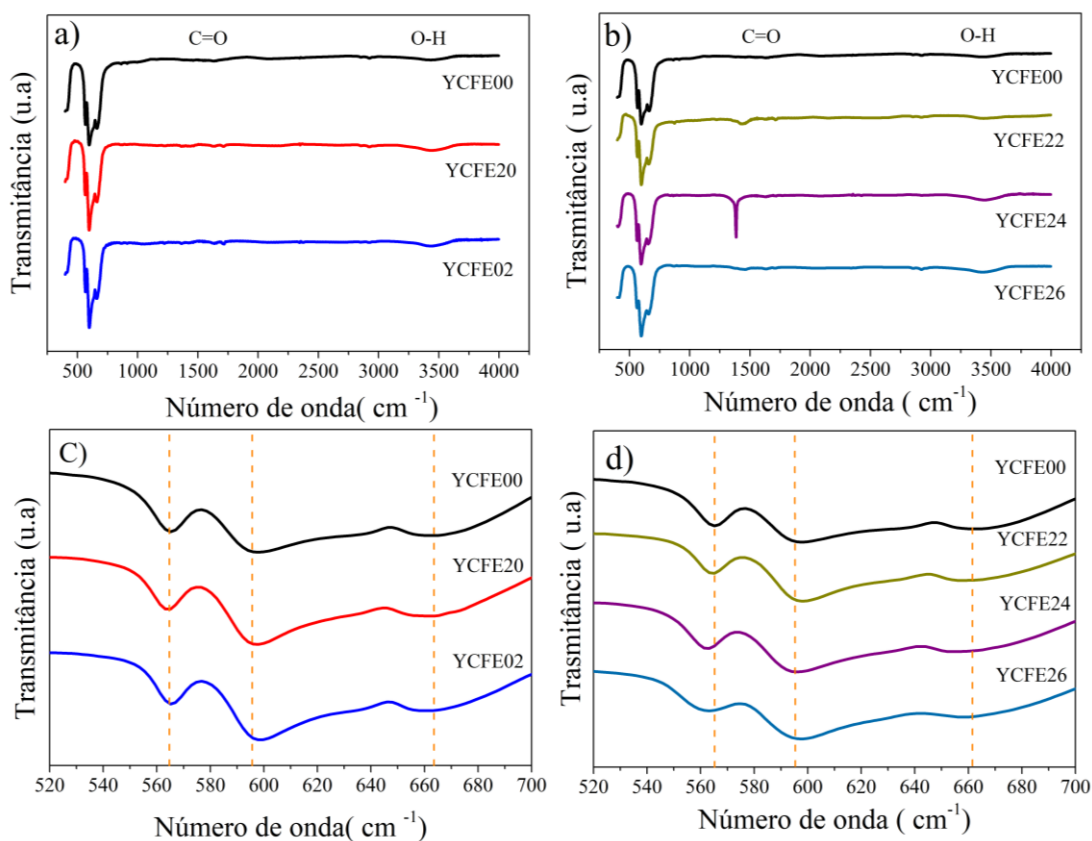 a)
C=O
O-H
YCFE00
YCFE20
YCFE02
Transmitância (u.a)
500 1000 1500 2000 2500 3000 3500 4000
Número de onda( cm -1)
b)
C=O
O-H
YCFE00
YCFE22
YCFE24
YCFE26
Trasmitância ( u.a)
500 1000 1500 2000 2500 3000 3500 4000
Número de onda ( cm -1)
C)
YCFE00
YCFE20
YCFE02
Transmitância (u.a)
520 540 560 580 600 620 640 660 680 700
Número de onda( cm -1)
d)
YCFE00
YCFE22
YCFE24
YCFE26
Trasmitância ( u.a)
520 540 560 580 600 620 640 660 680 700
Número de onda ( cm -1)